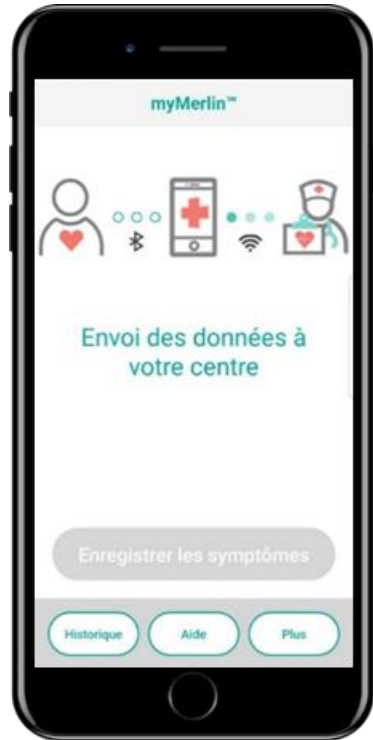 myMerlin™
Envoi des données à
votre centre
Enregistrer les symptômes
Historique
Aide
Plus